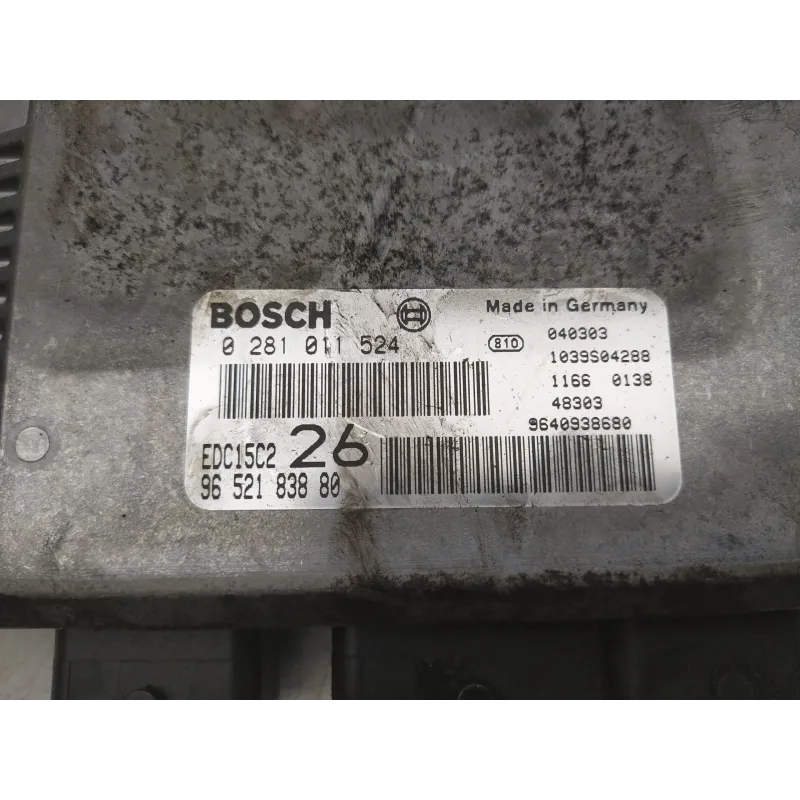 BOSCH
Made in Germany
0 281 011 524
810
040303
1039S04288
1166 0138
48303
9640938680
EDC15C2 26
96 521 838 80